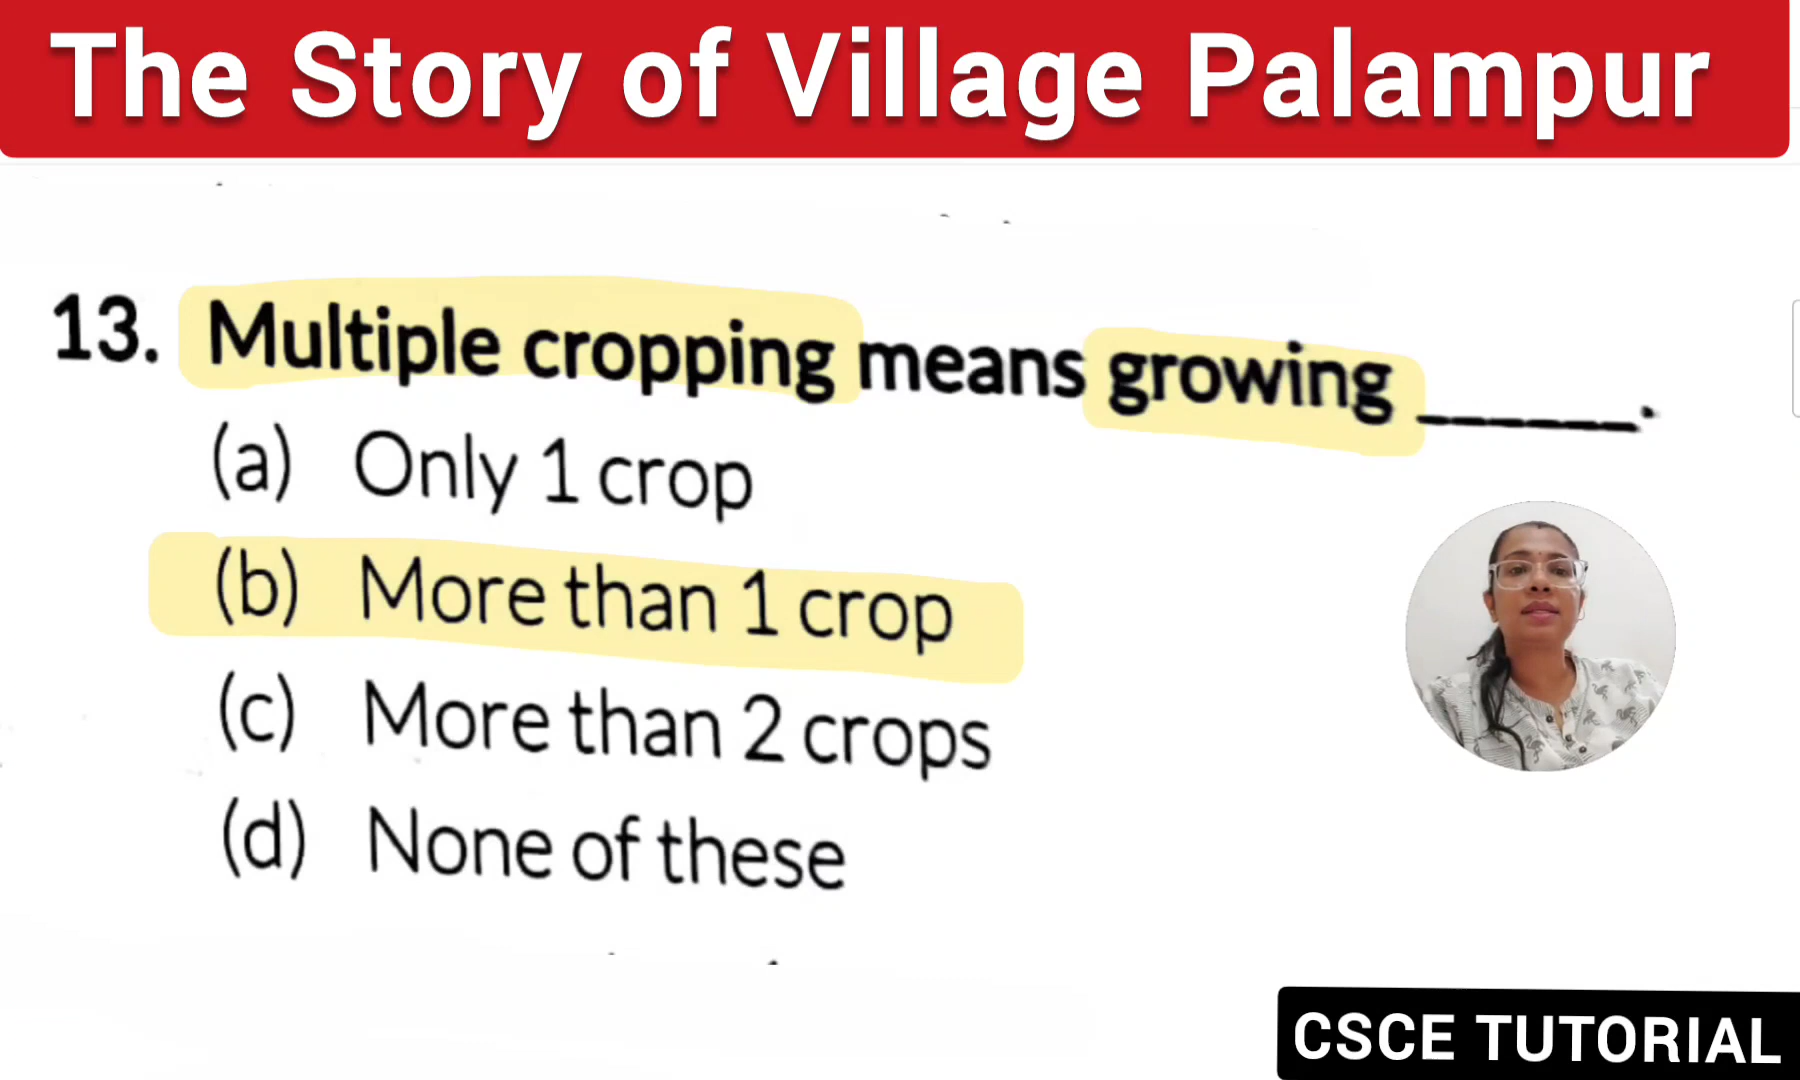 The Story of Village Palampur
13. Multiple cropping means growing ______.
(a) Only 1 crop
(b) More than 1 crop
(c) More than 2 crops
(d) None of these
CSCE TUTORIAL